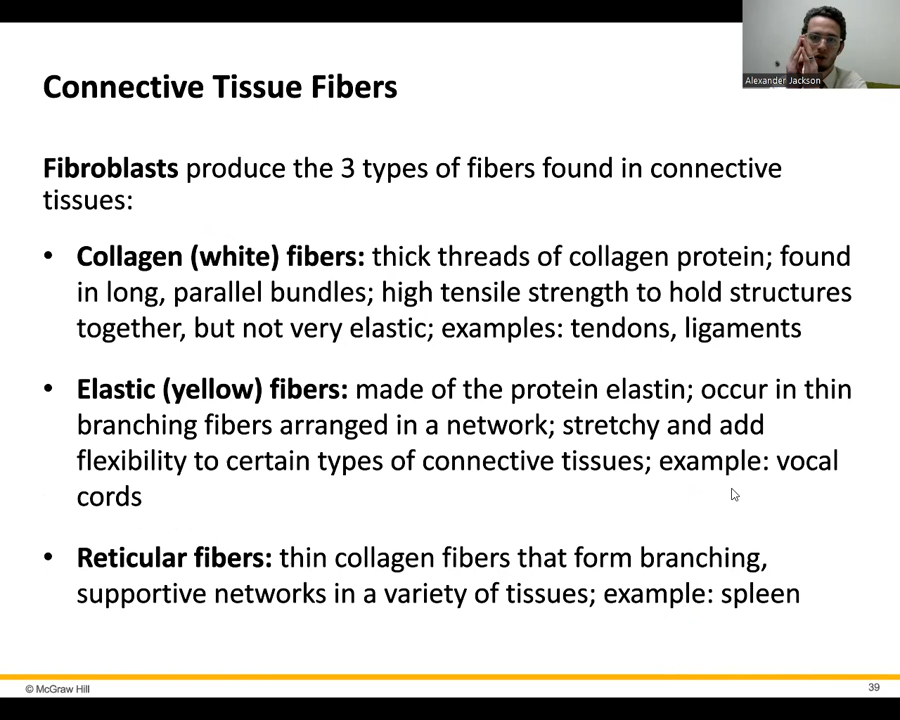 Alexander Jackson
Connective Tissue Fibers
Fibroblasts produce the 3 types of fibers found in connective
tissues:
• Collagen (white) fibers: thick threads of collagen protein; found
in long, parallel bundles; high tensile strength to hold structures
together, but not very elastic; examples: tendons, ligaments
• Elastic (yellow) fibers: made of the protein elastin; occur in thin
branching fibers arranged in a network; stretchy and add
flexibility to certain types of connective tissues; example: vocal
cords
• Reticular fibers: thin collagen fibers that form branching,
supportive networks in a variety of tissues; example: spleen
© McGraw Hill
39